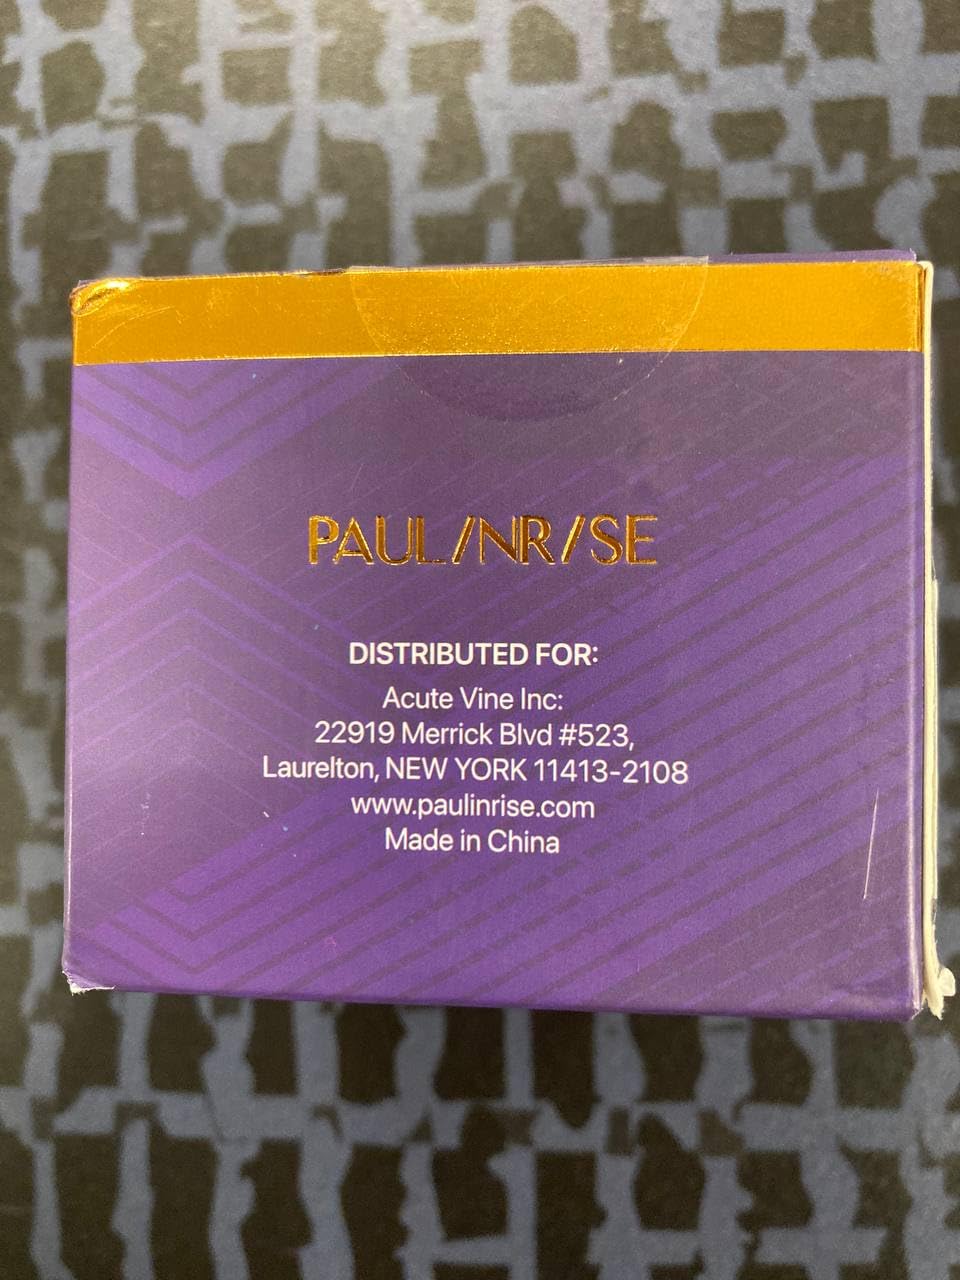 PAUL/NR/SE
DISTRIBUTED FOR:
Acute Vine Inc:
22919 Merrick Blvd #523,
Laurelton, NEW YORK 11413-2108
www.paulinrise.com
Made in China